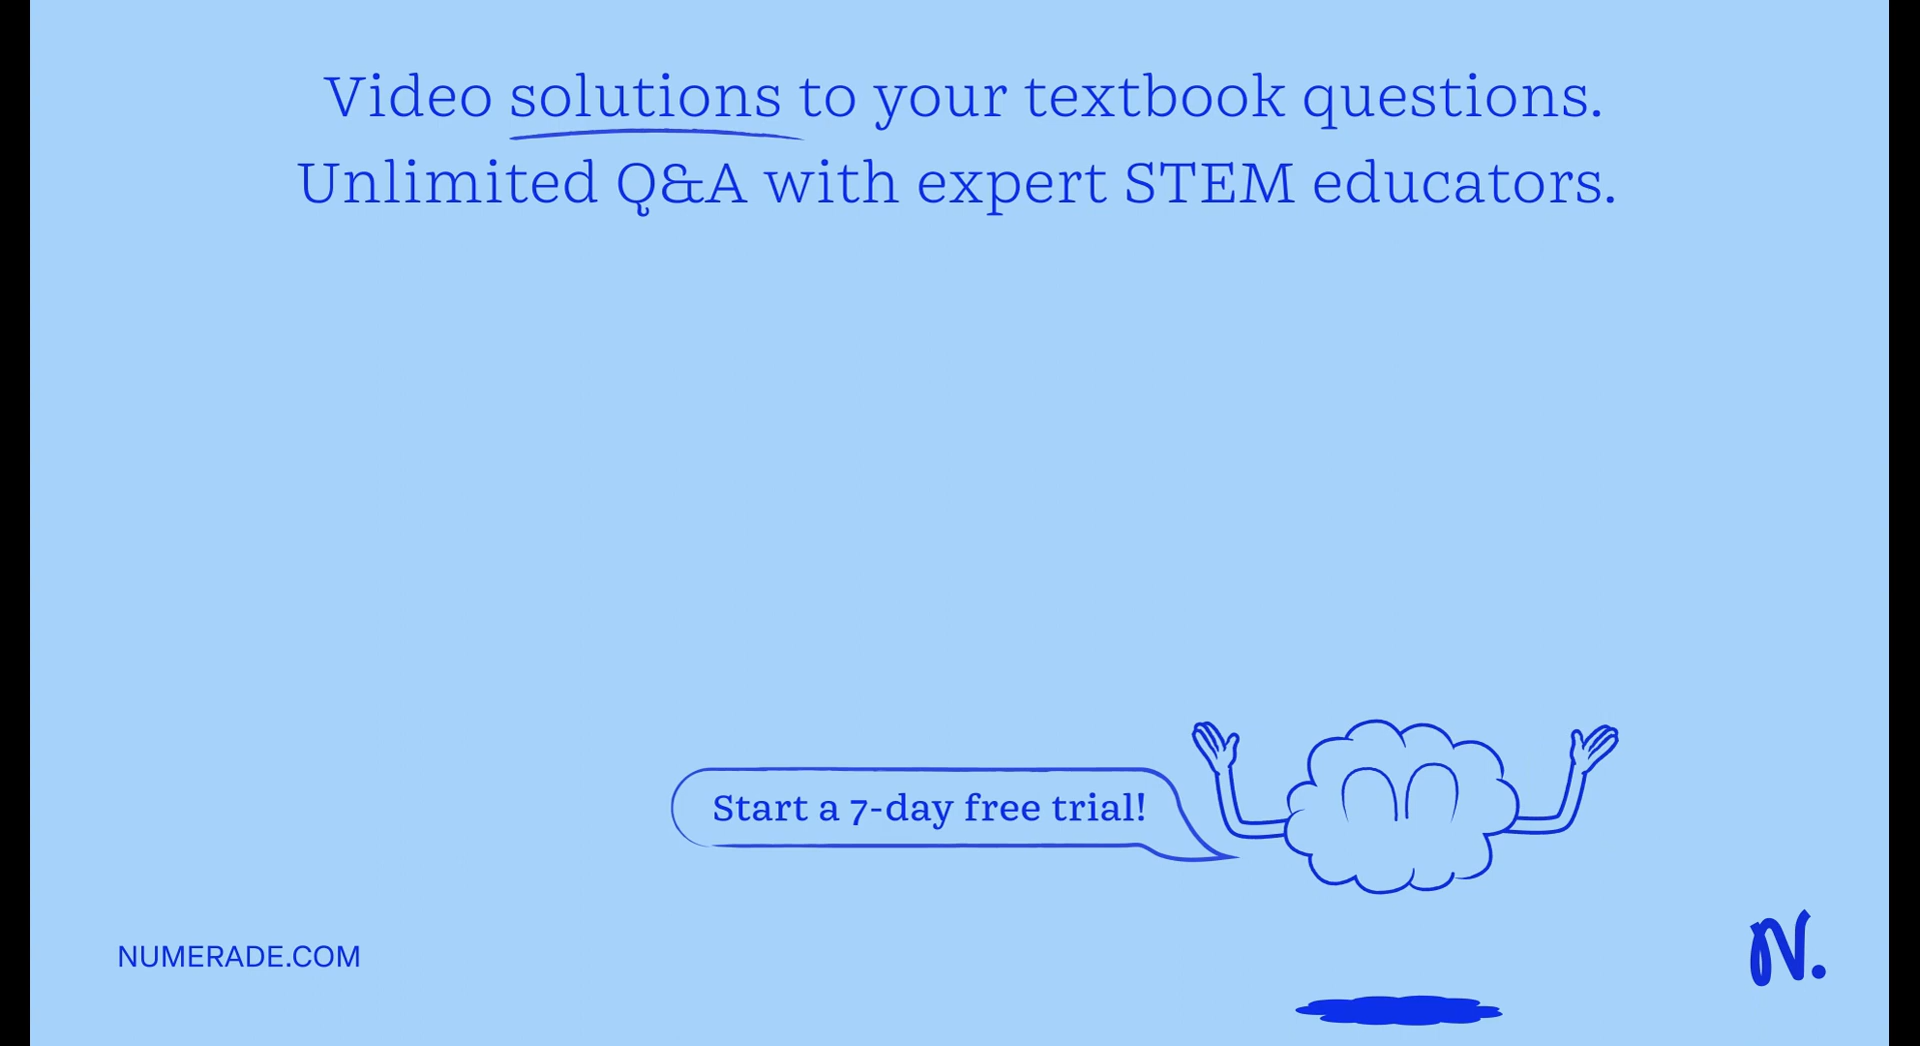 Video solutions to your textbook questions.
Unlimited Q&A with expert STEM educators.
Start a 7-day free trial!
NUMERADE.COM
N.